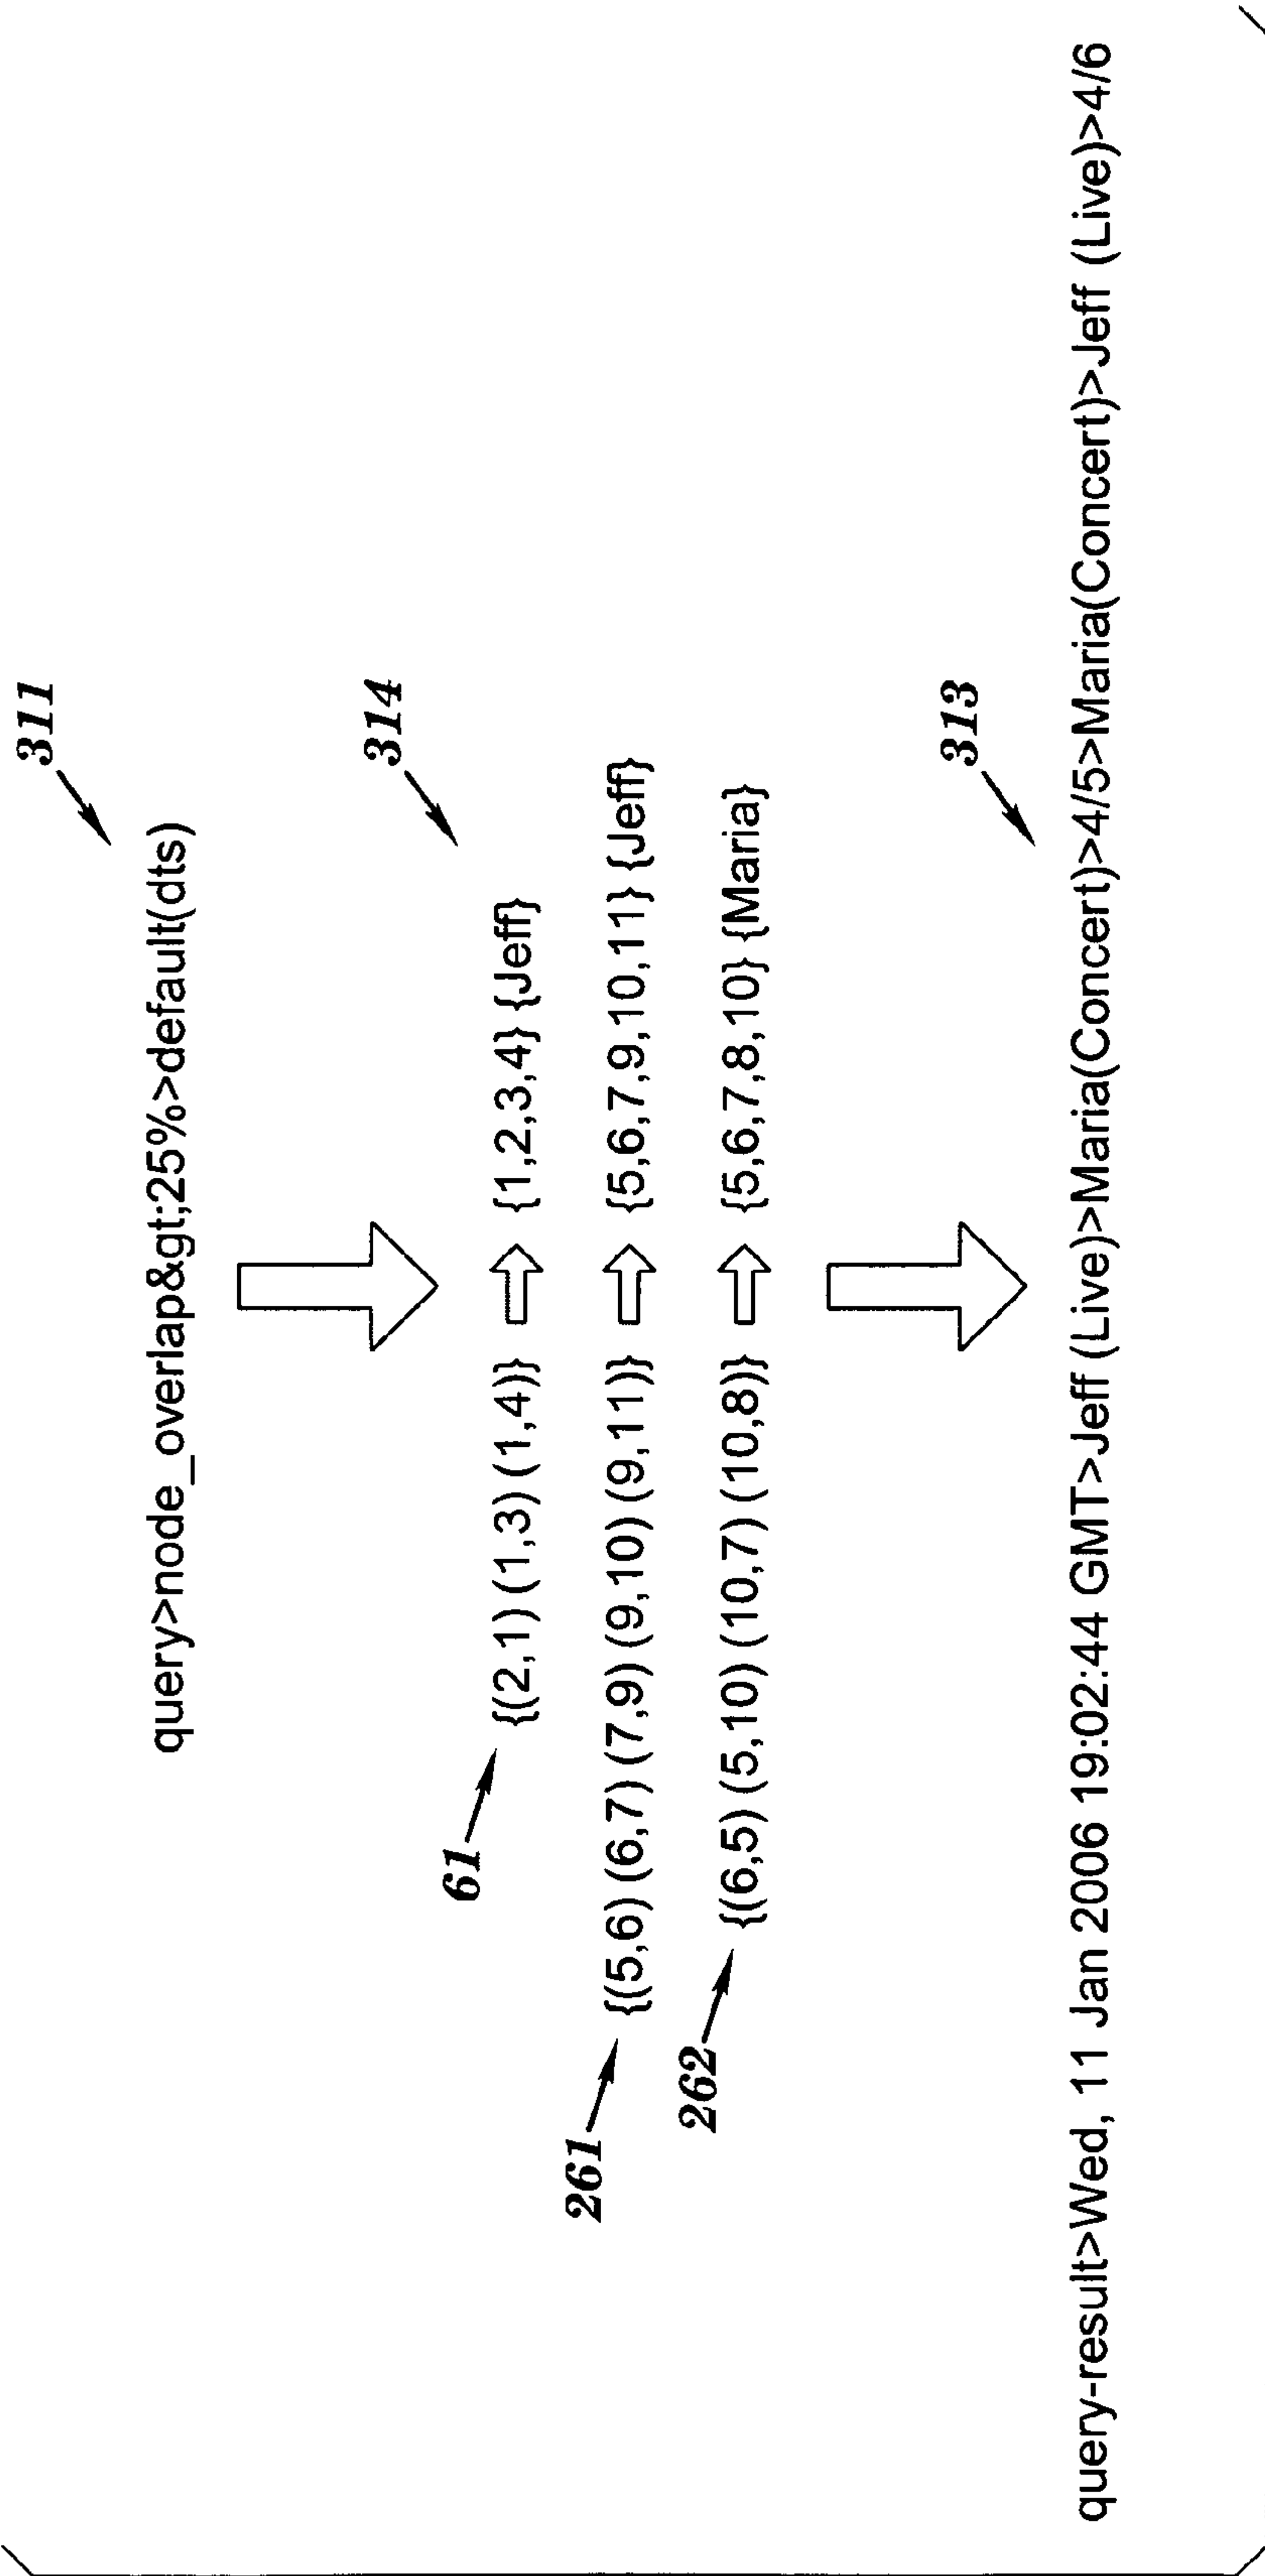 311
query>node_overlap&gt;25%>default(dts)
314
61 {(2,1) (1,3) (1,4)} {1,2,3,4} {Jeff}
261 {(5,6) (6,7) (7,9) (9,10) (9,11)} {5,6,7,9,10,11} {Jeff}
262 {(6,5) (5,10) (10,7) (10,8)} {5,6,7,8,10} {Maria}
313
query-result>Wed, 11 Jan 2006 19:02:44 GMT>Jeff (Live)>Maria(Concert)>4/5>Maria(Concert)>Jeff (Live)>4/6